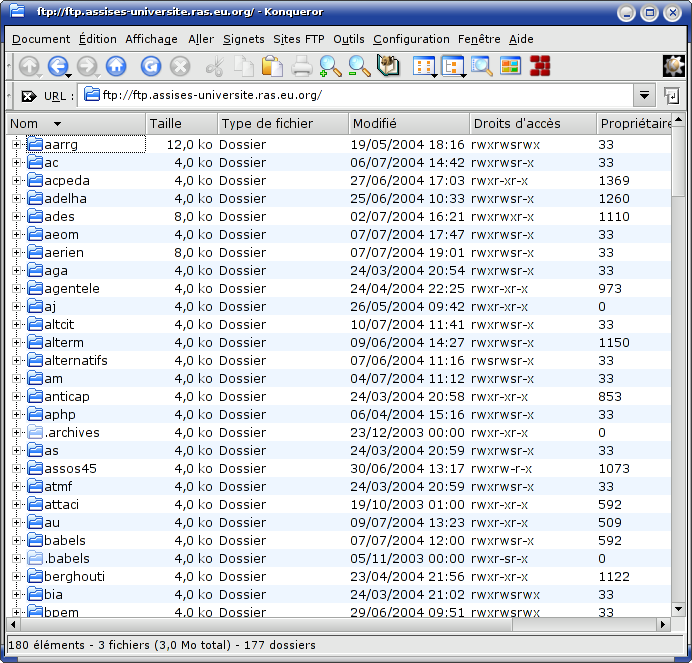 ftp://ftp.assises-universite.ras.eu.org/ - Konqueror
Document Édition Affichage Aller Signets Sites FTP Outils Configuration Fenêtre Aide
URL : ftp://ftp.assises-universite.ras.eu.org/
Nom Taille Type de fichier Modifié Droits d'accès Propriétaire
aarrg 12,0 ko Dossier 19/05/2004 18:16 rwxrwsrwx 33
ac 4,0 ko Dossier 06/07/2004 14:42 rwxrwsr-x 33
acpeda 4,0 ko Dossier 27/06/2004 17:03 rwxr-xr-x 1369
adelha 4,0 ko Dossier 25/06/2004 10:33 rwxrwsr-x 1260
ades 8,0 ko Dossier 02/07/2004 16:21 rwxrwxr-x 1110
aeom 4,0 ko Dossier 07/07/2004 17:47 rwxrwsr-x 33
aerien 8,0 ko Dossier 07/07/2004 19:01 rwxrwsr-x 33
aga 4,0 ko Dossier 24/03/2004 20:54 rwxrwsr-x 33
agentele 4,0 ko Dossier 24/04/2004 22:25 rwxr-xr-x 973
aj 4,0 ko Dossier 26/05/2004 09:42 rwxr-xr-x 0
altcit 4,0 ko Dossier 10/07/2004 11:41 rwxrwsr-x 33
alterm 4,0 ko Dossier 09/06/2004 14:27 rwxrwsr-x 1150
alternatifs 4,0 ko Dossier 07/06/2004 11:16 rwsrwsr-x 33
am 4,0 ko Dossier 04/07/2004 11:12 rwxrwsr-x 33
anticap 4,0 ko Dossier 24/03/2004 20:58 rwxr-xr-x 853
aphp 4,0 ko Dossier 06/04/2004 15:16 rwxrwsr-x 33
.archives 4,0 ko Dossier 23/12/2003 00:00 rwxr-xr-x 0
as 4,0 ko Dossier 24/03/2004 20:59 rwxrwsr-x 33
assos45 4,0 ko Dossier 30/06/2004 13:17 rwxrw-r-x 1073
atmf 4,0 ko Dossier 24/03/2004 20:59 rwxrwsr-x 33
attaci 4,0 ko Dossier 19/10/2003 01:00 rwxr-xr-x 592
au 4,0 ko Dossier 09/07/2004 13:23 rwxr-xr-x 509
babels 4,0 ko Dossier 07/07/2004 12:00 rwxrwsr-x 592
.babels 4,0 ko Dossier 05/11/2003 00:00 rwxr-sr-x 0
berghouti 4,0 ko Dossier 23/04/2004 21:56 rwxr-xr-x 1122
bia 4,0 ko Dossier 24/03/2004 21:02 rwxrwsrwx 33
bpem 4,0 ko Dossier 29/06/2004 09:51 rwxrwsrwx 33
180 éléments - 3 fichiers (3,0 Mo total) - 177 dossiers